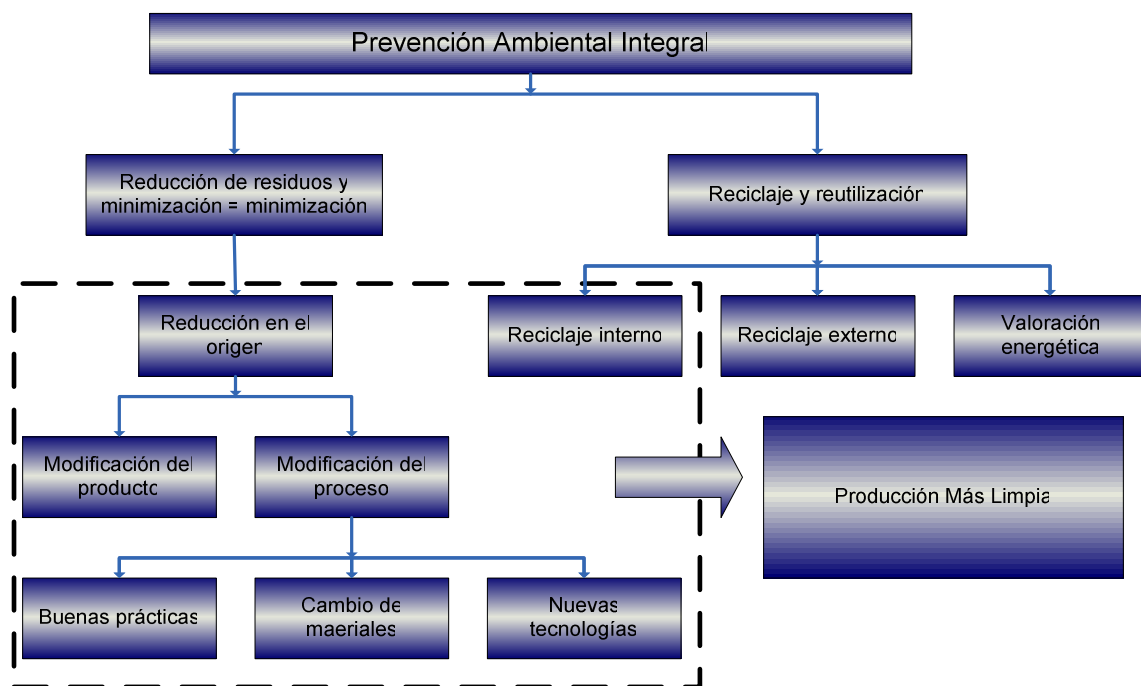 Prevención Ambiental Integral
Reducción de residuos y
minimización = minimización
Reciclaje y reutilización
Reducción en el
origen
Reciclaje interno
Reciclaje externo
Valoración
energética
Modificación del
producto
Modificación del
proceso
Producción Más Limpia
Buenas prácticas
Cambio de
maeriales
Nuevas
tecnologías